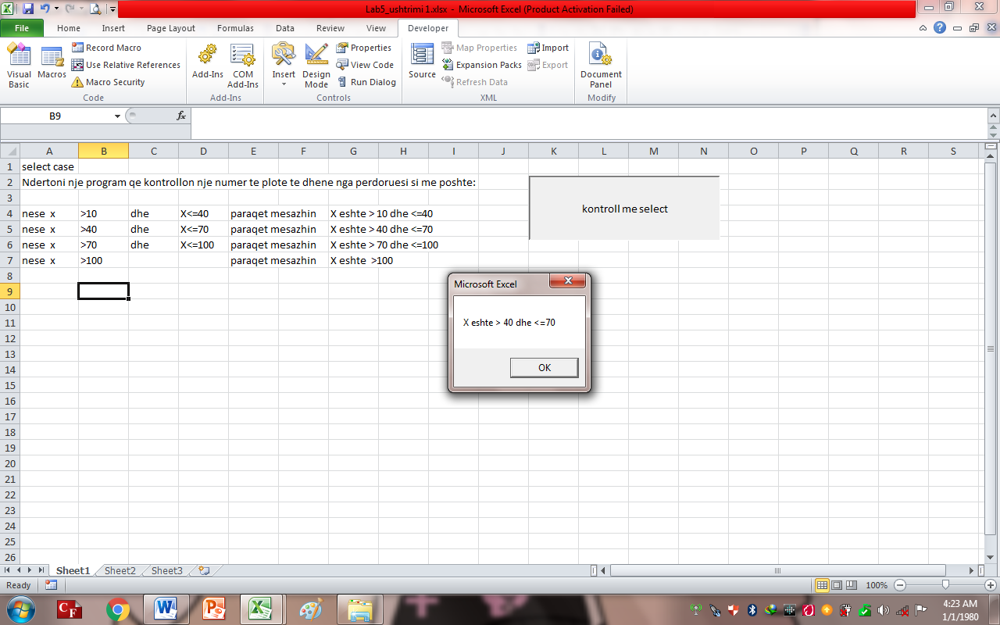 Lab5_ushtrimi 1.xlsx - Microsoft Excel (Product Activation Failed)
File Home Insert Page Layout Formulas Data Review View Developer
Visual Basic
Macros
Record Macro
Use Relative References
Macro Security
Code
Add-Ins
COM Add-Ins
Add-Ins
Insert
Design Mode
Properties
View Code
Run Dialog
Controls
Source
Map Properties
Expansion Packs
Refresh Data
Import
Export
XML
Document Panel
Modify
B9
fx
A B C D E F G H I J K L M N O P Q R S
1 select case
2 Ndertoni nje program qe kontrollon nje numer te plote te dhene nga perdoruesi si me poshte:
3
4 nese x >10 dhe X<=40 paraqet mesazhin X eshte > 10 dhe <=40
5 nese x >40 dhe X<=70 paraqet mesazhin X eshte > 40 dhe <=70
6 nese x >70 dhe X<=100 paraqet mesazhin X eshte > 70 dhe <=100
7 nese x >100 paraqet mesazhin X eshte >100
8
9
10
11
12
13
14
15
16
17
18
19
20
21
22
23
24
25
26
kontroll me select
Microsoft Excel
X eshte > 40 dhe <=70
OK
Sheet1 Sheet2 Sheet3
Ready
100%
4:23 AM
1/1/1980